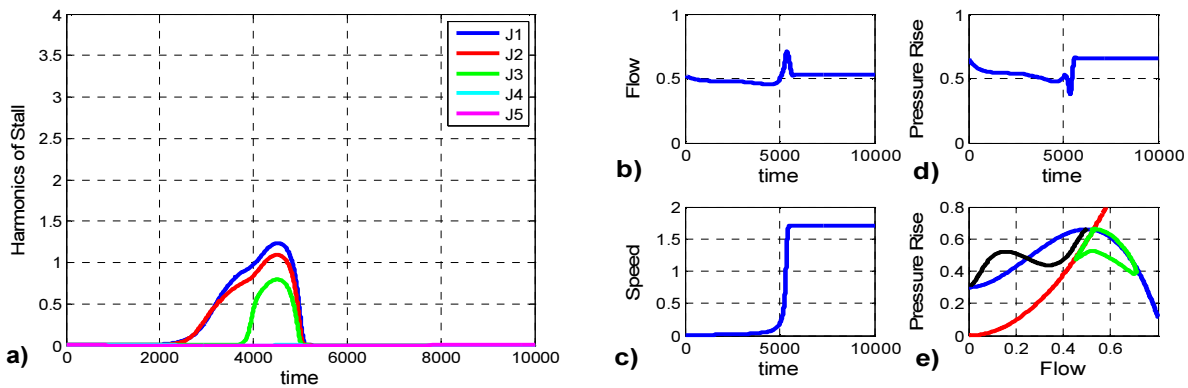 4
3.5
3
2.5
2
1.5
1
0.5
0
Harmonics of Stall
J1
J2
J3
J4
J5
0 2000 4000 6000 8000 10000
time
a)
1
0.5
0
Flow
0 5000 10000
time
b)
1
0.5
0
Pressure Rise
0 5000 10000
time
d)
2
1.5
1
0.5
0
Speed
0 5000 10000
time
c)
0.8
0.6
0.4
0.2
0
Pressure Rise
0 0.2 0.4 0.6
Flow
e)